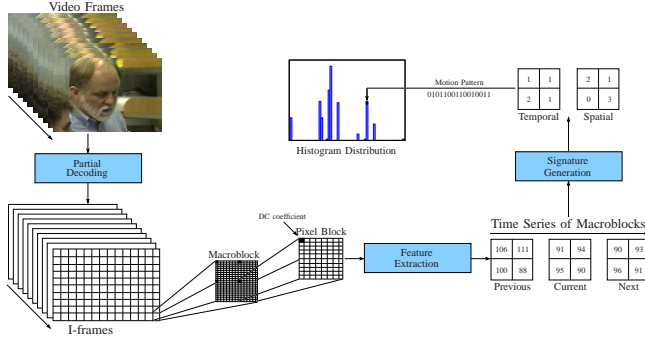 Video Frames
Partial
Decoding
I-frames
Macroblock
DC coefficient
Pixel Block
Feature
Extraction
Time Series of Macroblocks
106 111
100 88
Previous
91 94
95 90
Current
90 93
96 91
Next
Signature
Generation
1 1
2 1
Temporal
2 1
0 3
Spatial
Motion Pattern
0101100110010011
Histogram Distribution